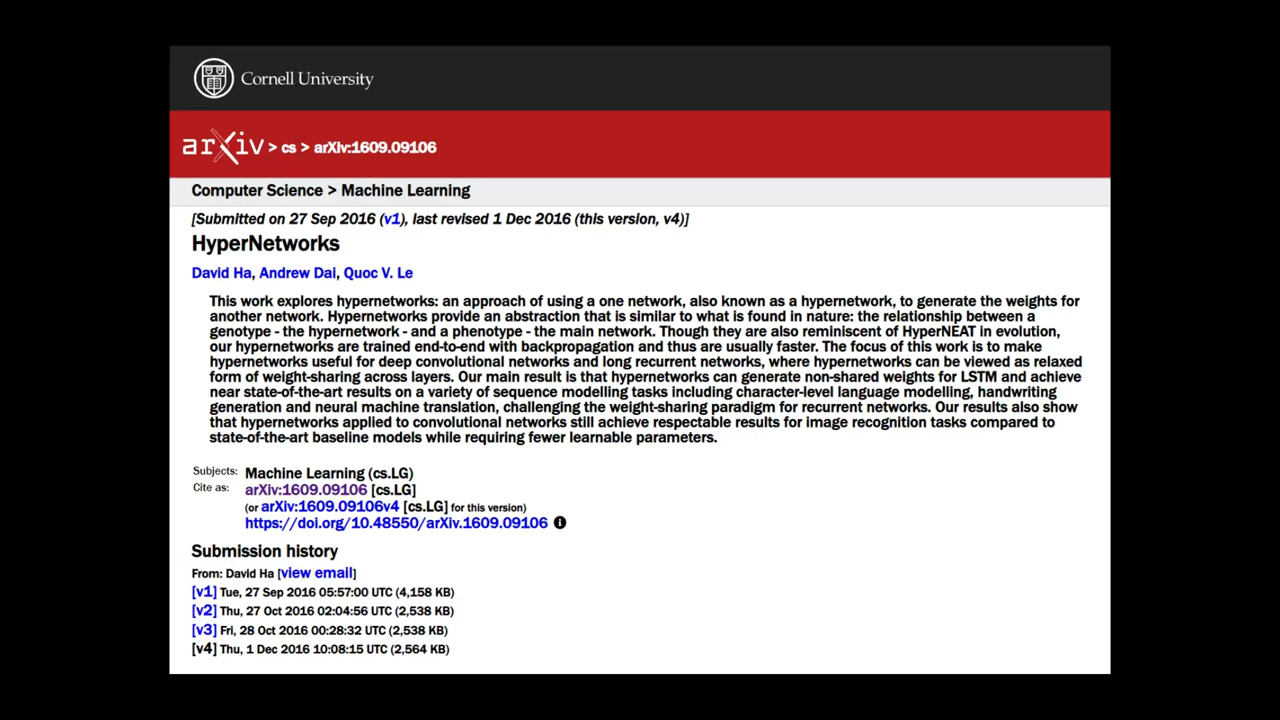 Cornell University
arXiv > cs > arXiv:1609.09106
Computer Science > Machine Learning
[Submitted on 27 Sep 2016 (v1), last revised 1 Dec 2016 (this version, v4)]
HyperNetworks
David Ha, Andrew Dai, Quoc V. Le
This work explores hypernetworks: an approach of using a one network, also known as a hypernetwork, to generate the weights for
another network. Hypernetworks provide an abstraction that is similar to what is found in nature: the relationship between a
genotype - the hypernetwork - and a phenotype - the main network. Though they are also reminiscent of HyperNEAT in evolution,
our hypernetworks are trained end-to-end with backpropagation and thus are usually faster. The focus of this work is to make
hypernetworks useful for deep convolutional networks and long recurrent networks, where hypernetworks can be viewed as relaxed
form of weight-sharing across layers. Our main result is that hypernetworks can generate non-shared weights for LSTM and achieve
near state-of-the-art results on a variety of sequence modelling tasks including character-level language modelling, handwriting
generation and neural machine translation, challenging the weight-sharing paradigm for recurrent networks. Our results also show
that hypernetworks applied to convolutional networks still achieve respectable results for image recognition tasks compared to
state-of-the-art baseline models while requiring fewer learnable parameters.
Subjects: Machine Learning (cs.LG)
Cite as: arXiv:1609.09106 [cs.LG]
(or arXiv:1609.09106v4 [cs.LG] for this version)
https://doi.org/10.48550/arXiv.1609.09106
Submission history
From: David Ha [view email]
[v1] Tue, 27 Sep 2016 05:57:00 UTC (4,158 KB)
[v2] Thu, 27 Oct 2016 02:04:56 UTC (2,538 KB)
[v3] Fri, 28 Oct 2016 00:28:32 UTC (2,538 KB)
[v4] Thu, 1 Dec 2016 10:08:15 UTC (2,564 KB)